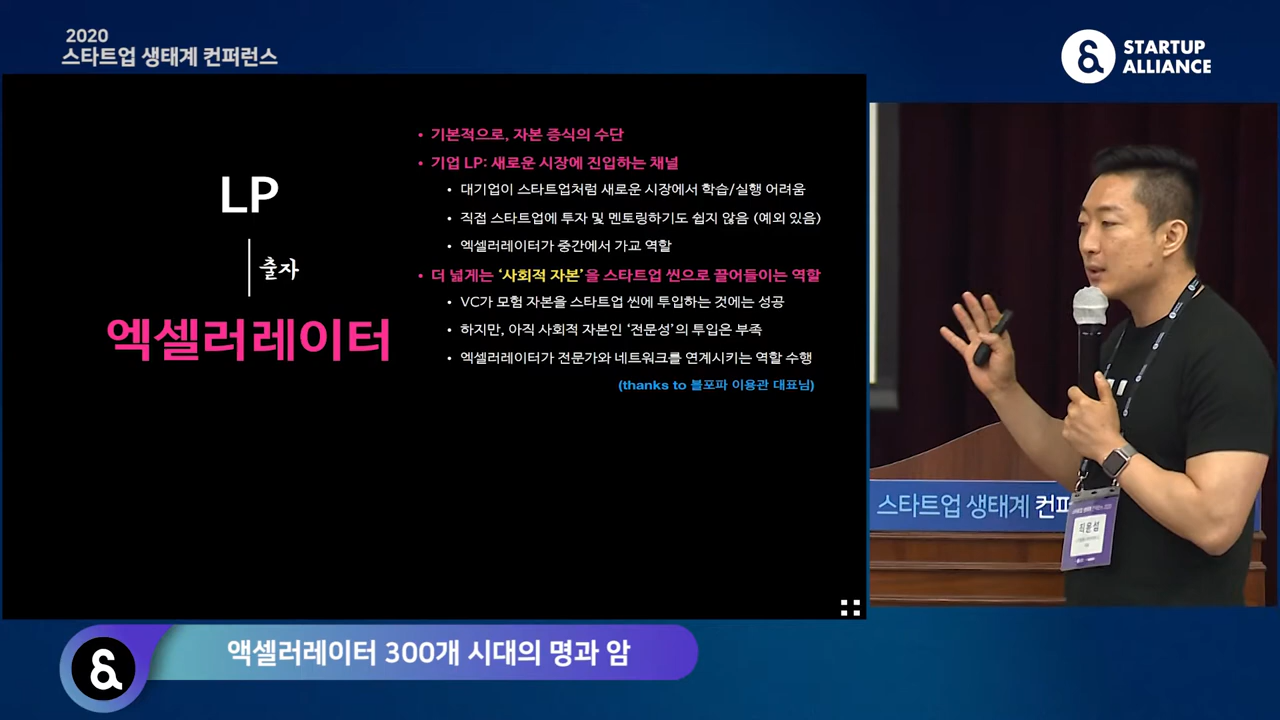 2020
스타트업 생태계 컨퍼런스
STARTUP
ALLIANCE
LP
출자
엑셀러레이터
• 기본적으로, 자본 증식의 수단
• 기업 LP: 새로운 시장에 진입하는 채널
• 대기업이 스타트업처럼 새로운 시장에서 학습/실행 어려움
• 직접 스타트업에 투자 및 멘토링하기도 쉽지 않음 (예외 있음)
• 엑셀러레이터가 중간에서 가교 역할
• 더 넓게는 ‘사회적 자본’을 스타트업 씬으로 끌어들이는 역할
• VC가 모험 자본을 스타트업 씬에 투입하는 것에는 성공
• 하지만, 아직 사회적 자본인 ‘전문성’의 투입은 부족
• 엑셀러레이터가 전문가와 네트워크를 연계시키는 역할 수행
(thanks to 블포파 이용관 대표님)
스타트업 생태계 컨퍼
액셀러레이터 300개 시대의 명과 암